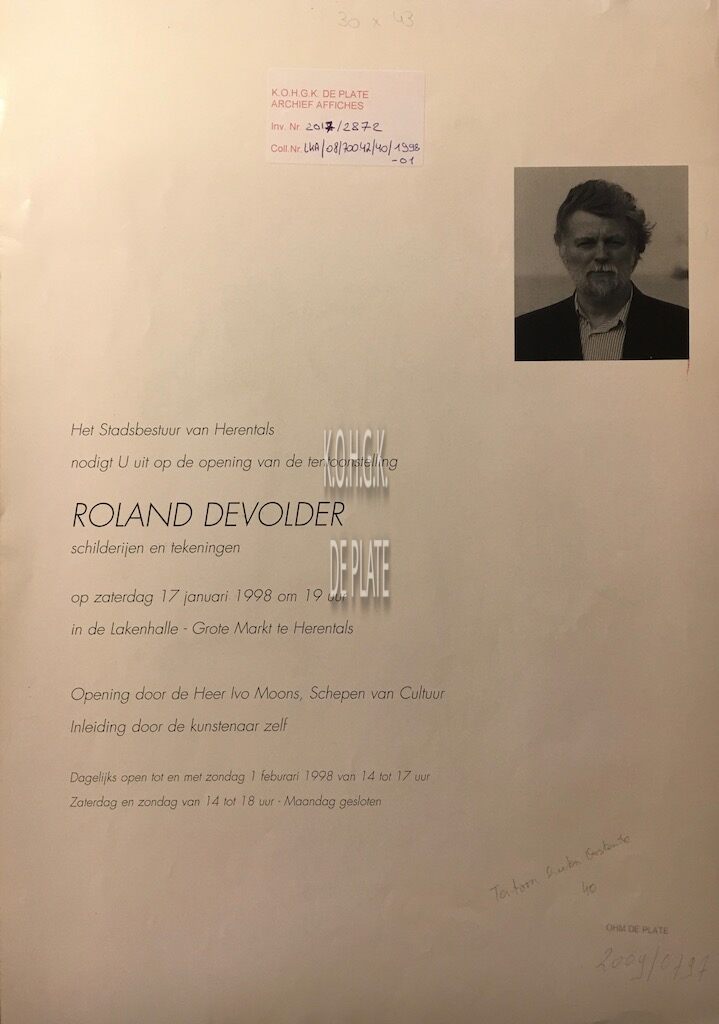 30 x 43
K.O.H.G.K. DE PLATE
ARCHIEF AFFICHES
Inv. Nr. 2017/2872
Coll.Nr. LKA/08/70042/40/1998
-01
Het Stadsbestuur van Herentals
nodigt U uit op de opening van de tentoonstelling
K.O.H.G.K.
ROLAND DEVOLDER
schilderijen en tekeningen
DE PLATE
op zaterdag 17 januari 1998 om 19 uur
in de Lakenhalle - Grote Markt te Herentals
Opening door de Heer Ivo Moons, Schepen van Cultuur
Inleiding door de kunstenaar zelf
Dagelijks open tot en met zondag 1 feburari 1998 van 14 tot 17 uur
Zaterdag en zondag van 14 tot 18 uur - Maandag gesloten
40
OHM DE PLATE
2009/0797